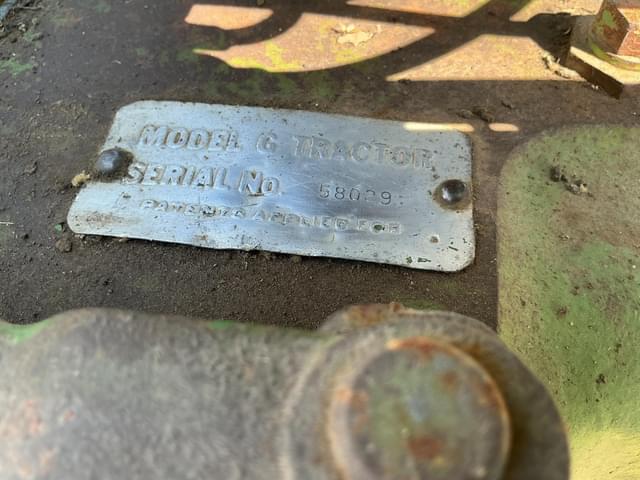 MODEL G TRACTOR
SERIAL NO. 58029
PATENTS APPLIED FOR